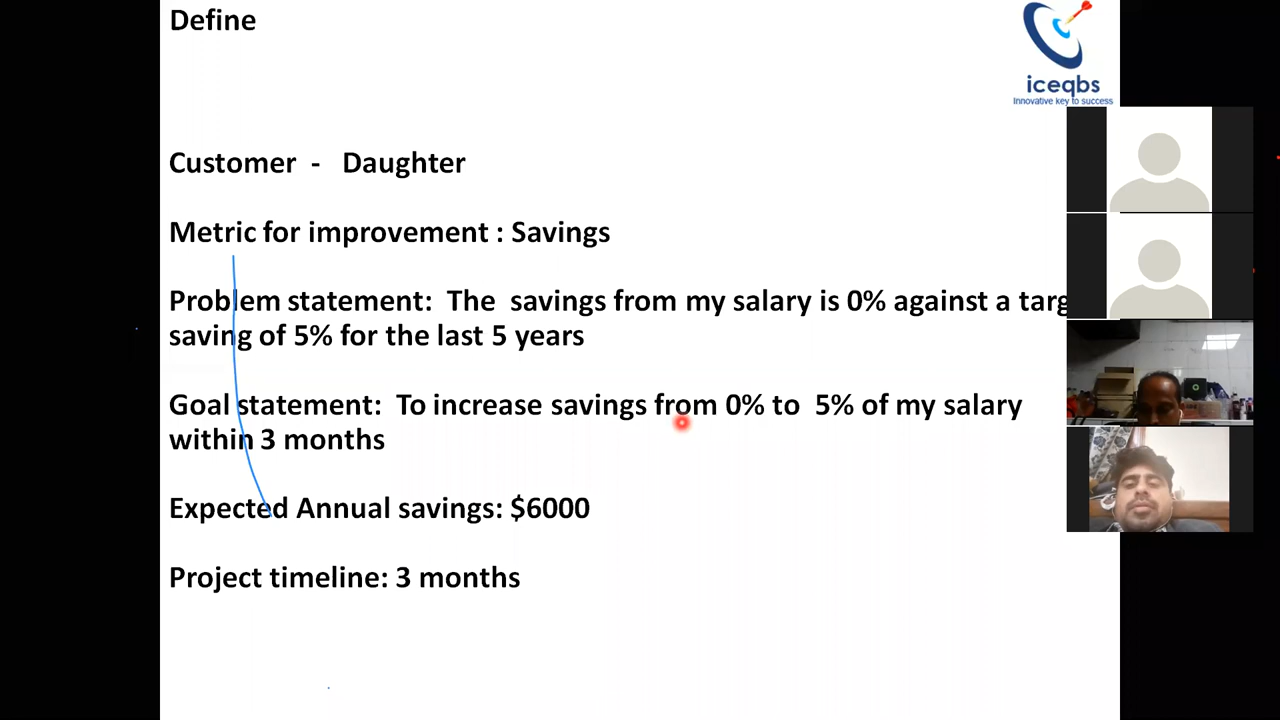 Define
iceqbs
Innovative key to success
Customer - Daughter
Metric for improvement : Savings
Problem statement: The savings from my salary is 0% against a targ
saving of 5% for the last 5 years
Goal statement: To increase savings from 0% to 5% of my salary
within 3 months
Expected Annual savings: $6000
Project timeline: 3 months